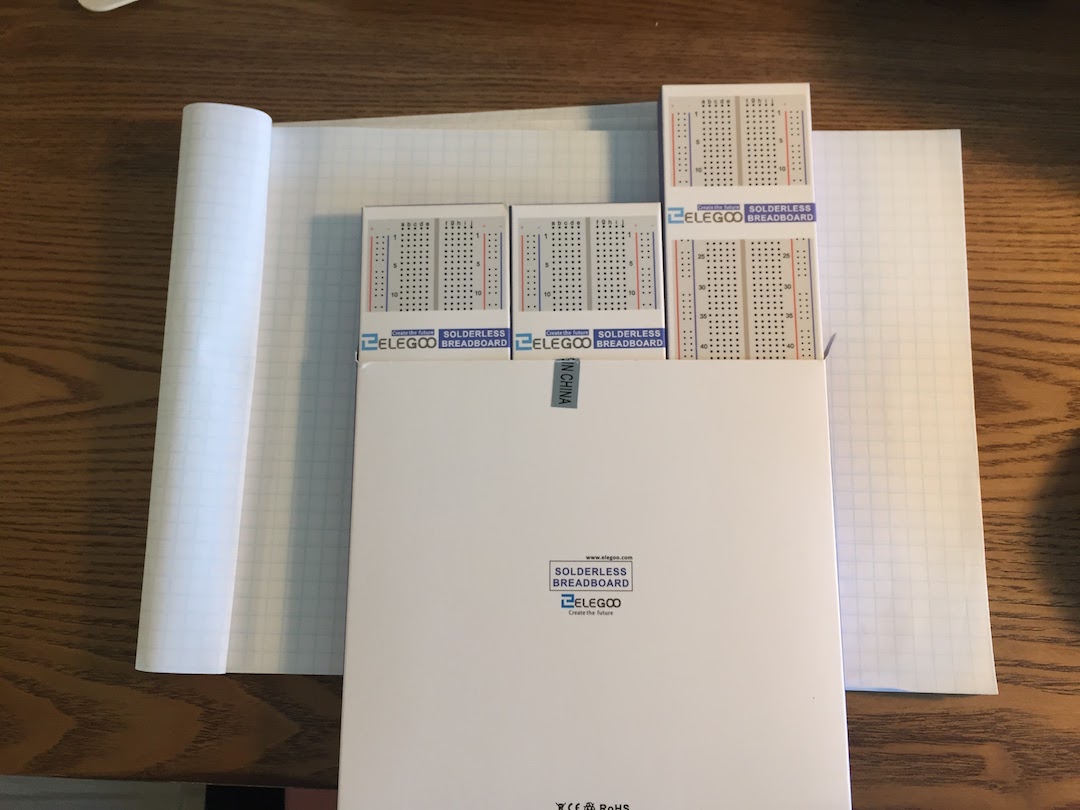 a b c d e f g h i j
1 1
5 5
10 10
Create the future
ELEGOO
SOLDERLESS
BREADBOARD
25 25
30 30
35 35
40 40
a b c d e f g h i j
1
5
10
Create the future
ELEGOO
SOLDERLESS
BREADBOARD
a b c d e f g h i j
1
5
10
Create the future
ELEGOO
SOLDERLESS
BREADBOARD
IN CHINA
www.elegoo.com
SOLDERLESS
BREADBOARD
ELEGOO
Create the future
CE RoHS